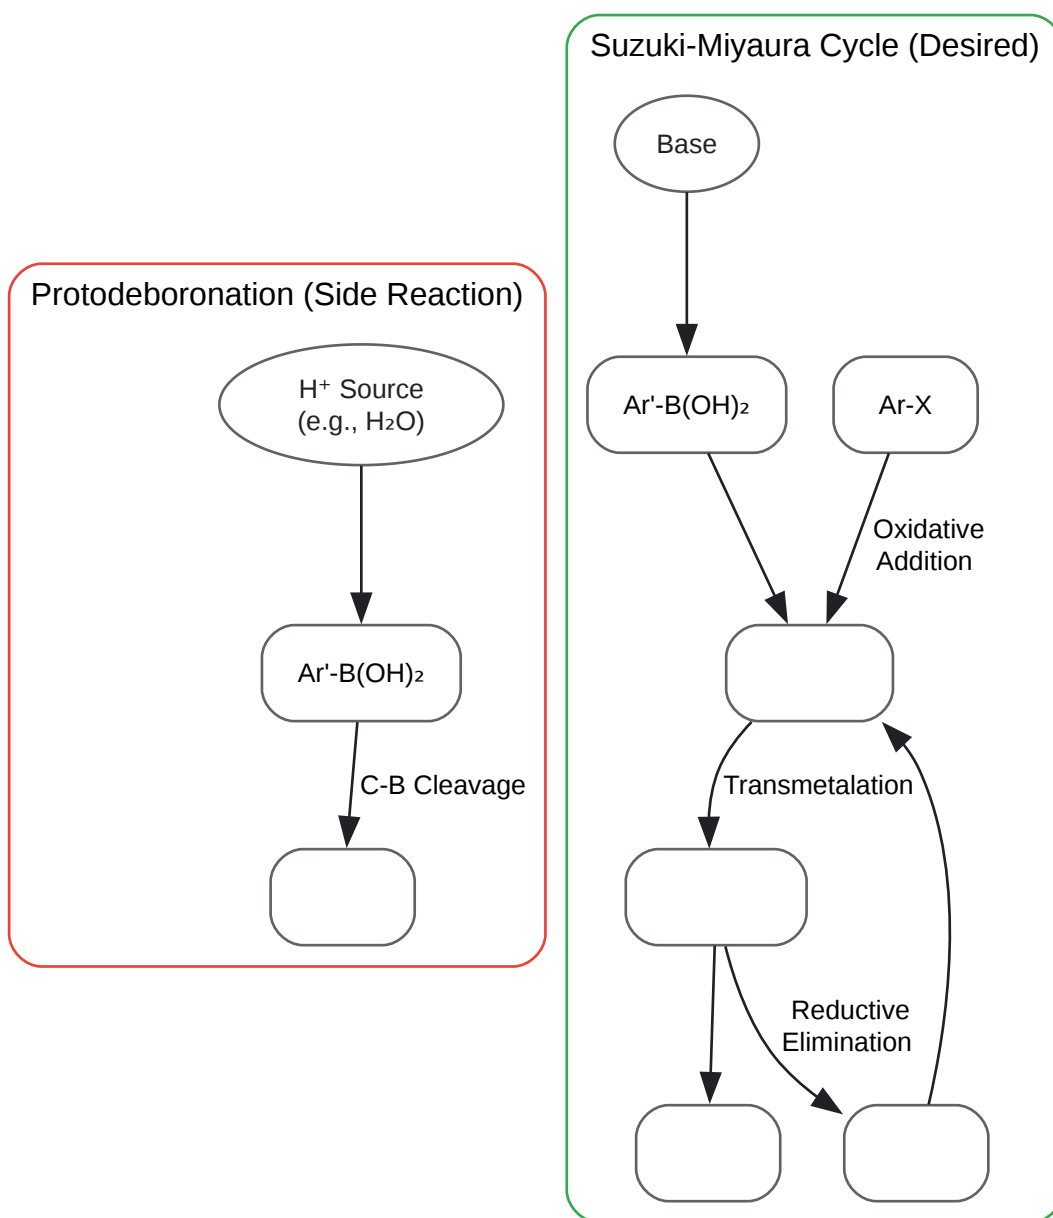 Suzuki-Miyaura Cycle (Desired)
Base
Protodeboronation (Side Reaction)
H⁺ Source
(e.g., H₂O)
Ar'-B(OH)₂
Ar-X
Oxidative
Addition
Ar'-B(OH)₂
C-B Cleavage
Transmetalation
Reductive
Elimination